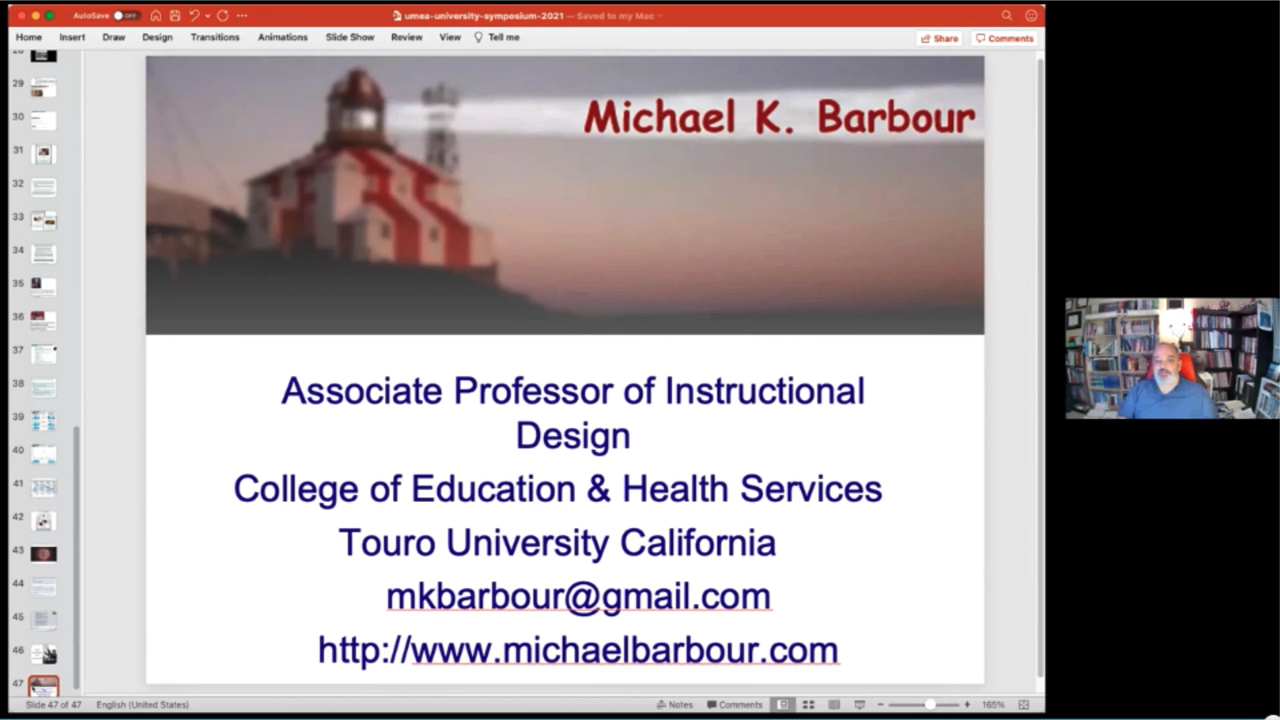 AutoSave OFF
umea-university-symposium-2021 — Saved to my Mac
Home Insert Draw Design Transitions Animations Slide Show Review View Tell me
Share Comments
29
30
31
32
33
34
35
36
37
38
39
40
41
42
43
44
45
46
47
Michael K. Barbour
Associate Professor of Instructional
Design
College of Education & Health Services
Touro University California
mkbarbour@gmail.com
http://www.michaelbarbour.com
Slide 47 of 47 English (United States) Notes Comments 165%